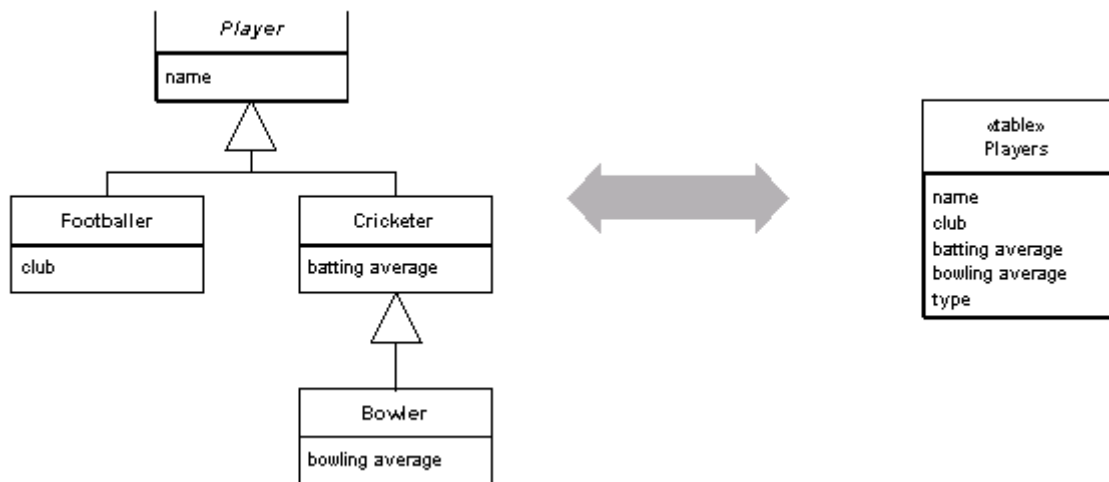 Player
name
Footballer
club
Cricketer
batting average
Bowler
bowling average
«table»
Players
name
club
batting average
bowling average
type